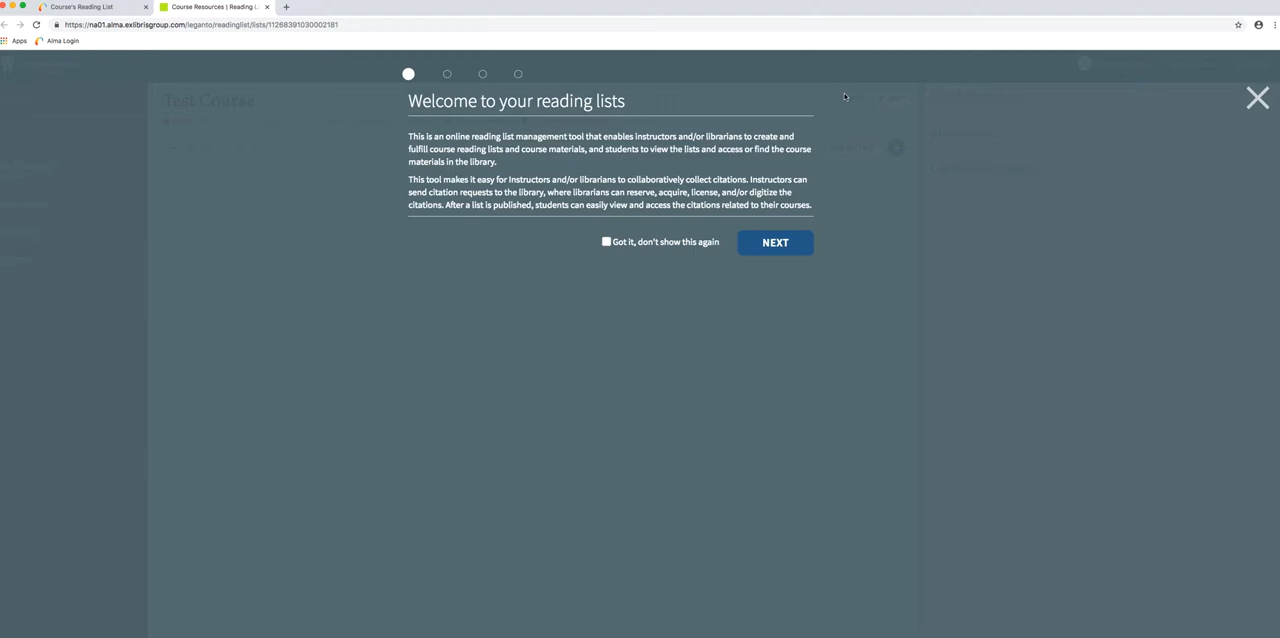 Course's Reading List
Course Resources | Reading L
https://na01.alma.exlibrisgroup.com/leganto/readinglist/lists/11268391030002181
Apps Alma Login
Test Course
Welcome to your reading lists
This is an online reading list management tool that enables instructors and/or librarians to create and
fulfill course reading lists and course materials, and students to view the lists and access or find the course
materials in the library.
This tool makes it easy for Instructors and/or librarians to collaboratively collect citations. Instructors can
send citation requests to the library, where librarians can reserve, acquire, license, and/or digitize the
citations. After a list is published, students can easily view and access the citations related to their courses.
Got it, don't show this again
NEXT